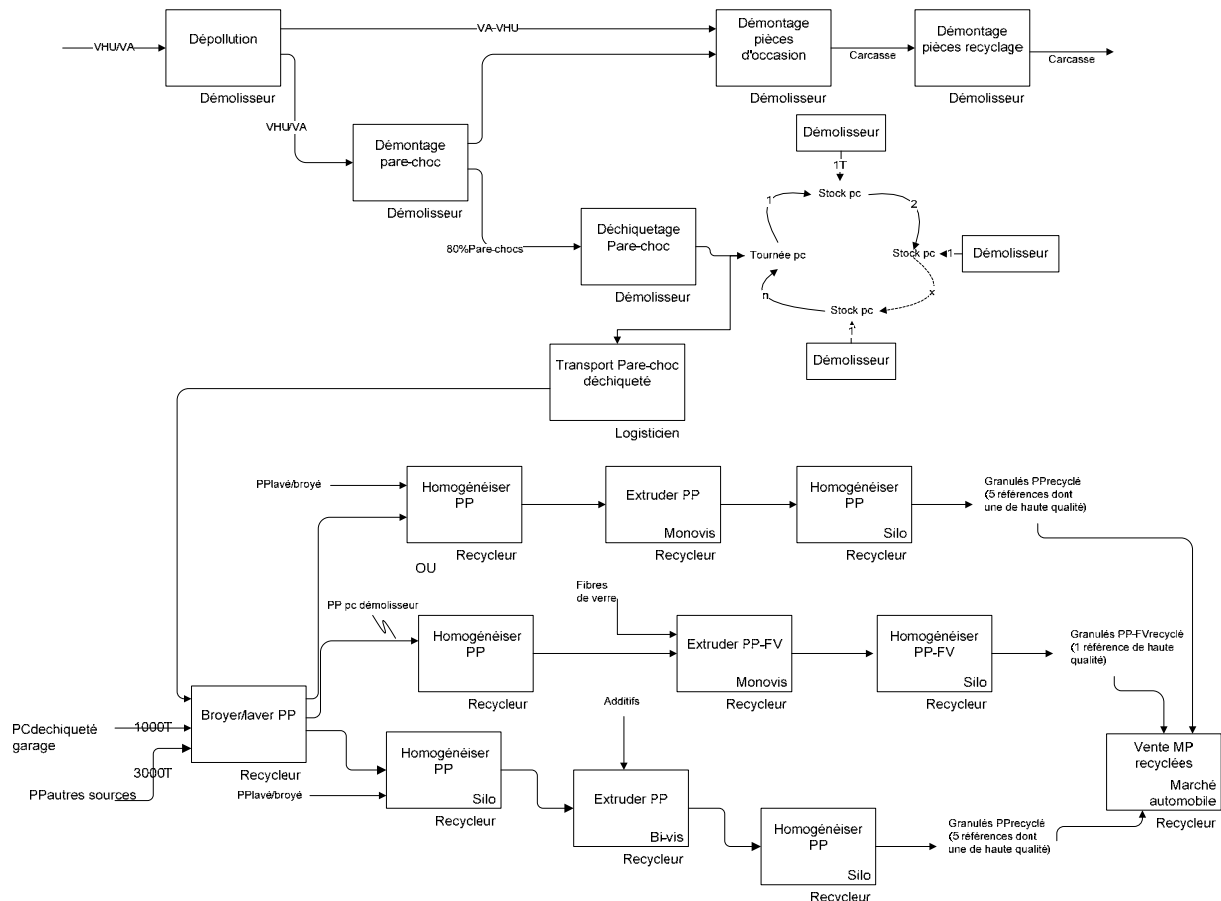 VHU/VA
Dépollution
Démolisseur
VA-VHU
Démontage
pièces
d'occasion
Démolisseur
Carcasse
Démontage
pièces recyclage
Démolisseur
Carcasse
VHU/VA
Démontage
pare-choc
Démolisseur
80%Pare-chocs
Déchiquetage
Pare-choc
Démolisseur
Démolisseur
1T
Stock pc
1
2
Tournée pc
Stock pc
1
Démolisseur
n
x
Stock pc
1
Démolisseur
Transport Pare-choc
déchiqueté
Logisticien
PPlavé/broyé
Homogénéiser
PP
Recycleur
OU
Extruder PP
Monovis
Recycleur
Homogénéiser
PP
Silo
Recycleur
Granulés PPrecyclé
(5 références dont
une de haute qualité)
PP pc démolisseur
Homogénéiser
PP
Recycleur
Fibres
de verre
Extruder PP-FV
Monovis
Recycleur
Homogénéiser
PP-FV
Silo
Recycleur
Granulés PP-FVrecyclé
(1 référence de haute
qualité)
PCdechiqueté
garage
1000T
3000T
PPautres sources
Broyer/laver PP
Recycleur
PPlavé/broyé
Homogénéiser
PP
Silo
Recycleur
Additifs
Extruder PP
Bi-vis
Recycleur
Homogénéiser
PP
Silo
Recycleur
Granulés PPrecyclé
(5 références dont
une de haute qualité)
Vente MP
recyclées
Marché
automobile
Recycleur